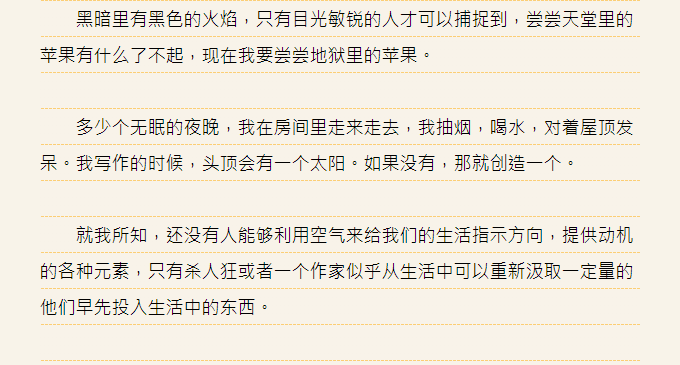 黑暗里有黑色的火焰，只有目光敏锐的人才可以捕捉到，尝尝天堂里的
苹果有什么了不起，现在我要尝尝地狱里的苹果。
多少个无眠的夜晚，我在房间里走来走去，我抽烟，喝水，对着屋顶发
呆。我写作的时候，头顶会有一个太阳。如果没有，那就创造一个。
就我所知，还没有人能够利用空气来给我们的生活指示方向，提供动机
的各种元素，只有杀人狂或者一个作家似乎从生活中可以重新汲取一定量的
他们早先投入生活中的东西。